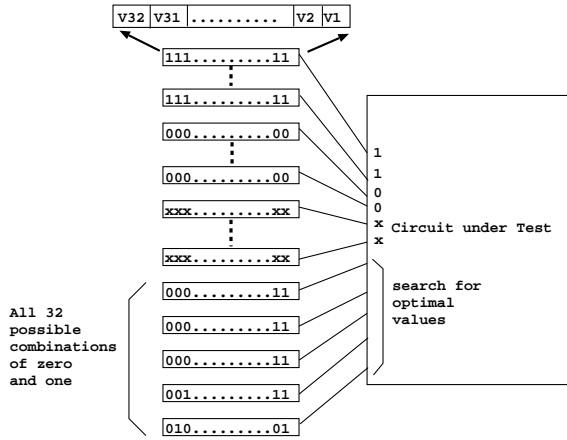 V32 V31 .......... V2 V1
111.........11
111.........11
000.........00
000.........00
xxx.........xx
xxx.........xx
000.........11
000.........11
000.........11
001.........11
010.........01
All 32
possible
combinations
of zero
and one
1
1
0
0
x
x
Circuit under Test
search for
optimal
values